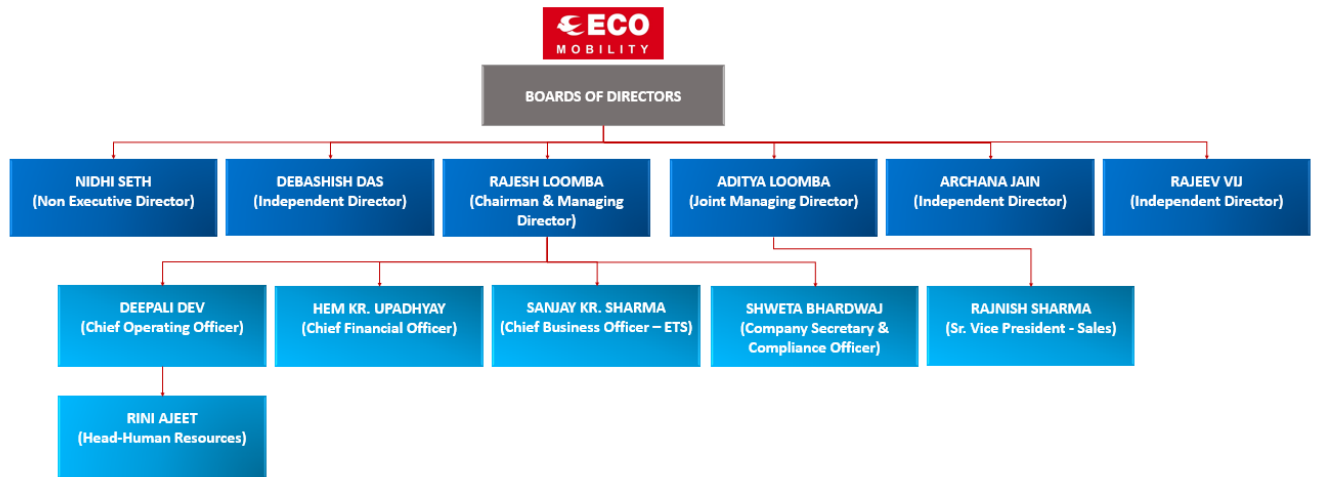 ECO
MOBILITY
BOARDS OF DIRECTORS
NIDHI SETH
(Non Executive Director)
DEBASHISH DAS
(Independent Director)
RAJESH LOOMBA
(Chairman & Managing
Director)
ADITYA LOOMBA
(Joint Managing Director)
ARCHANA JAIN
(Independent Director)
RAJEEV VIJ
(Independent Director)
DEEPALI DEV
(Chief Operating Officer)
HEM KR. UPADHYAY
(Chief Financial Officer)
SANJAY KR. SHARMA
(Chief Business Officer – ETS)
SHWETA BHARDWAJ
(Company Secretary &
Compliance Officer)
RAJNISH SHARMA
(Sr. Vice President - Sales)
RINI AJEET
(Head-Human Resources)